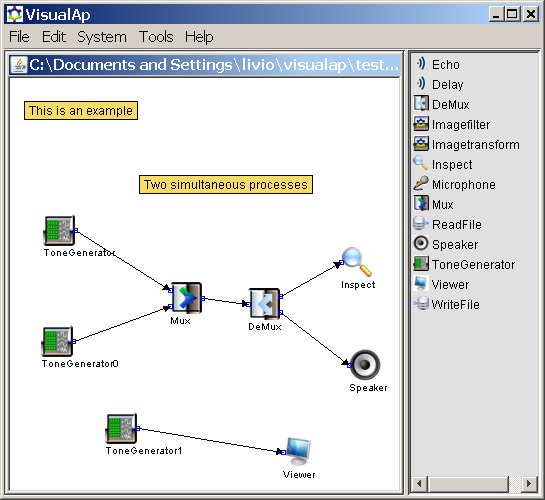 VisualAp
File Edit System Tools Help
C:\Documents and Settings\livio\visualap\test...
This is an example
Two simultaneous processes
ToneGenerator
Mux
DeMux
Inspect
ToneGenerator0
Speaker
ToneGenerator1
Viewer
Echo
Delay
DeMux
Imagefilter
Imagetransform
Inspect
Microphone
Mux
ReadFile
Speaker
ToneGenerator
Viewer
WriteFile